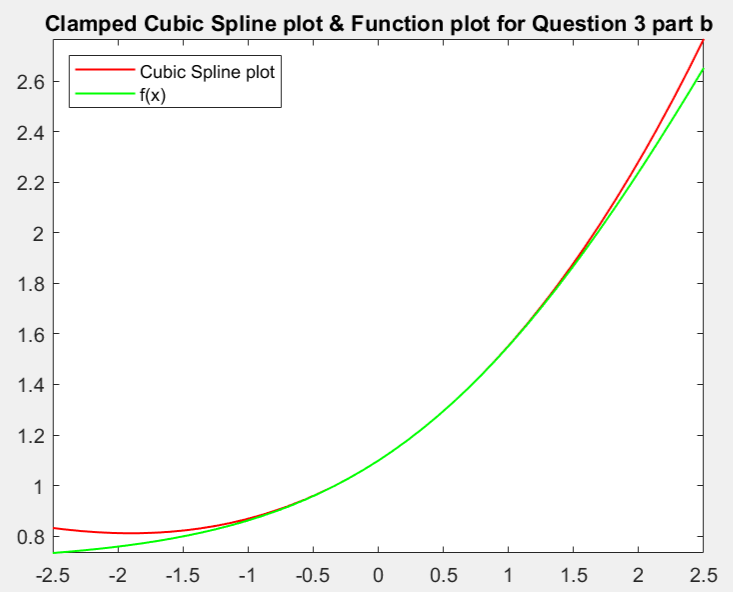 Clamped Cubic Spline plot & Function plot for Question 3 part b
Cubic Spline plot
f(x)
2.6
2.4
2.2
2
1.8
1.6
1.4
1.2
1
0.8
-2.5 -2 -1.5 -1 -0.5 0 0.5 1 1.5 2 2.5